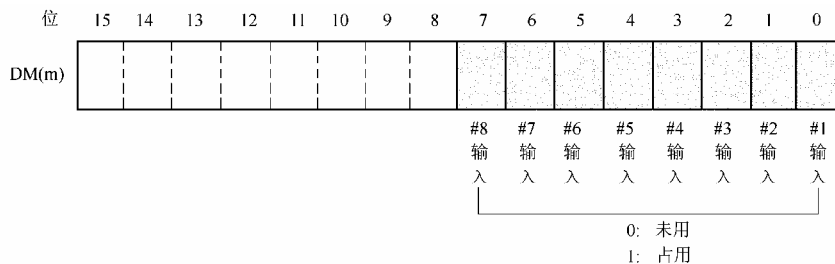 位 15 14 13 12 11 10 9 8 7 6 5 4 3 2 1 0
DM(m)
#8 #7 #6 #5 #4 #3 #2 #1
输 输 输 输 输 输 输 输
入 入 入 入 入 入 入 入
0: 未用
1: 占用